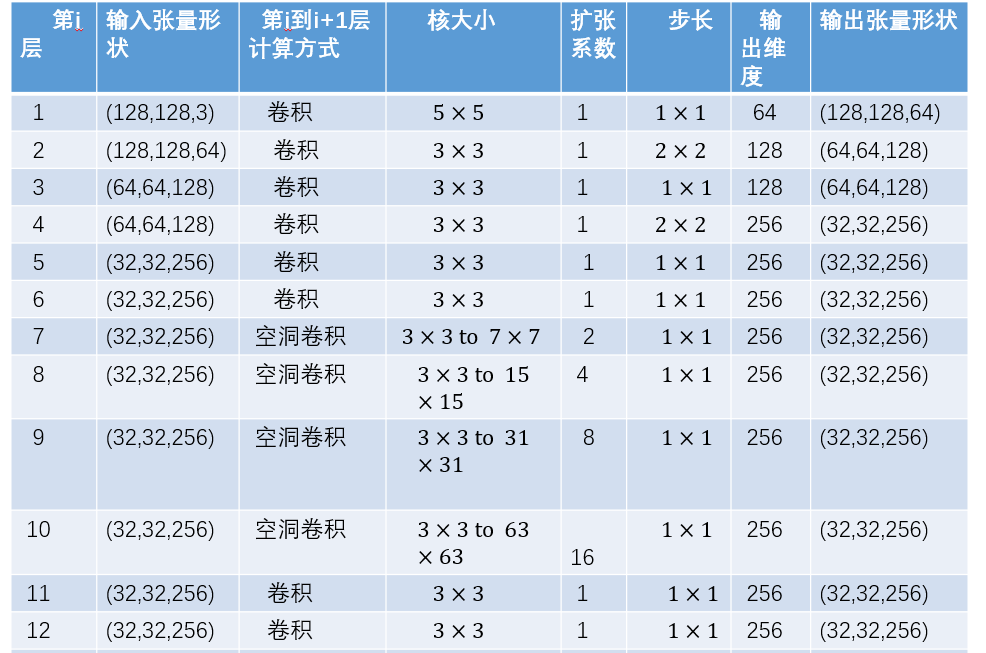 第i层 输入张量形状 第i到i+1层计算方式 核大小 扩张系数 步长 输出维度 输出张量形状
1 (128,128,3) 卷积 5 × 5 1 1 × 1 64 (128,128,64)
2 (128,128,64) 卷积 3 × 3 1 2 × 2 128 (64,64,128)
3 (64,64,128) 卷积 3 × 3 1 1 × 1 128 (64,64,128)
4 (64,64,128) 卷积 3 × 3 1 2 × 2 256 (32,32,256)
5 (32,32,256) 卷积 3 × 3 1 1 × 1 256 (32,32,256)
6 (32,32,256) 卷积 3 × 3 1 1 × 1 256 (32,32,256)
7 (32,32,256) 空洞卷积 3 × 3 to 7 × 7 2 1 × 1 256 (32,32,256)
8 (32,32,256) 空洞卷积 3 × 3 to 15 × 15 4 1 × 1 256 (32,32,256)
9 (32,32,256) 空洞卷积 3 × 3 to 31 × 31 8 1 × 1 256 (32,32,256)
10 (32,32,256) 空洞卷积 3 × 3 to 63 × 63 16 1 × 1 256 (32,32,256)
11 (32,32,256) 卷积 3 × 3 1 1 × 1 256 (32,32,256)
12 (32,32,256) 卷积 3 × 3 1 1 × 1 256 (32,32,256)